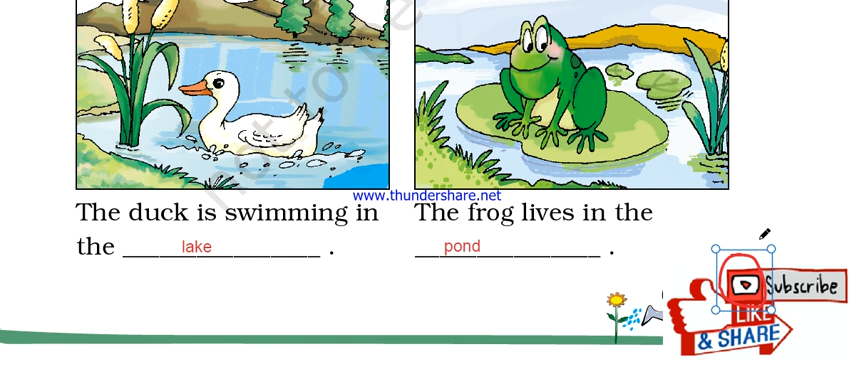 www.thundershare.net
The duck is swimming in
the lake .
The frog lives in the
pond .
Subscribe
LIKE
& SHARE